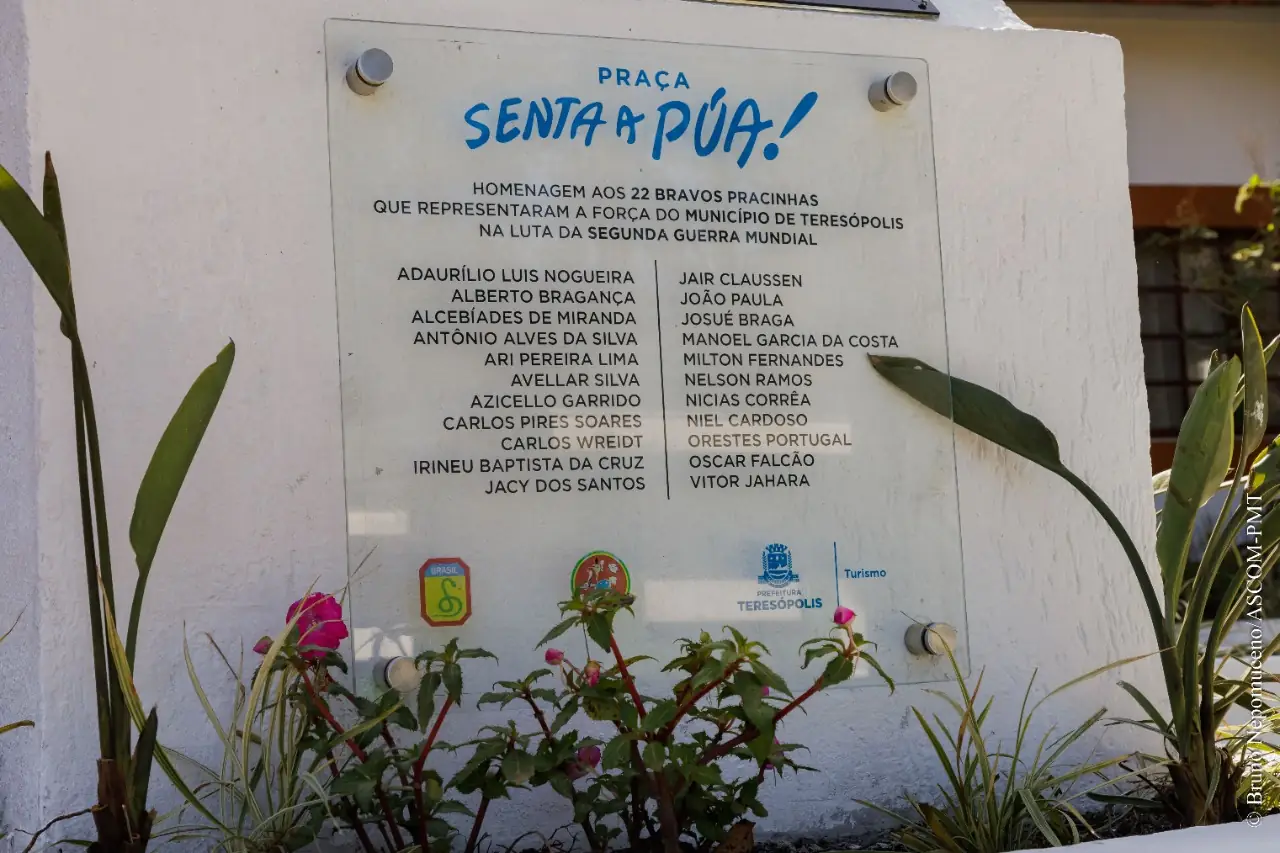 PRAÇA
SENTA A PÚA!
HOMENAGEM AOS 22 BRAVOS PRACINHAS
QUE REPRESENTARAM A FORÇA DO MUNICÍPIO DE TERESÓPOLIS
NA LUTA DA SEGUNDA GUERRA MUNDIAL
ADAURÍLIO LUIS NOGUEIRA
ALBERTO BRAGANÇA
ALCEBÍADES DE MIRANDA
ANTÔNIO ALVES DA SILVA
ARI PEREIRA LIMA
AVELLAR SILVA
AZICELLO GARRIDO
CARLOS PIRES SOARES
CARLOS WREIDT
IRINEU BAPTISTA DA CRUZ
JACY DOS SANTOS
JAIR CLAUSSEN
JOÃO PAULA
JOSUÉ BRAGA
MANOEL GARCIA DA COSTA
MILTON FERNANDES
NELSON RAMOS
NICIAS CORRÊA
NIEL CARDOSO
ORESTES PORTUGAL
OSCAR FALCÃO
VITOR JAHARA
BRASIL
PREFEITURA
TERESÓPOLIS
Turismo
© Bruno Nepomuceno/ASCOM-PMT